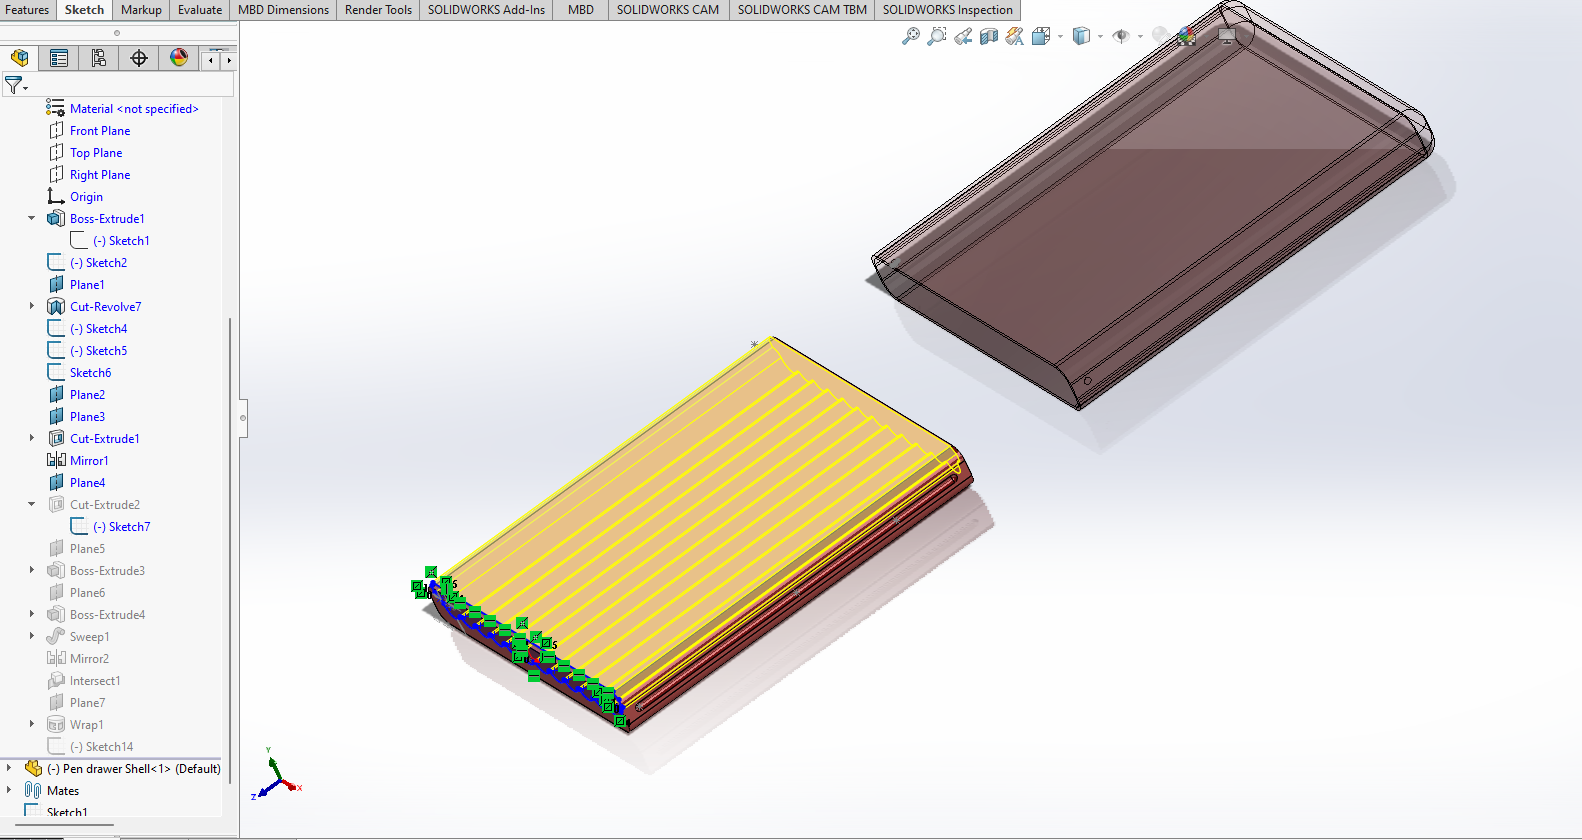 Features Sketch Markup Evaluate MBD Dimensions Render Tools SOLIDWORKS Add-Ins MBD SOLIDWORKS CAM SOLIDWORKS CAM TBM SOLIDWORKS Inspection
Material <not specified>
Front Plane
Top Plane
Right Plane
Origin
Boss-Extrude1
(-) Sketch1
(-) Sketch2
Plane1
Cut-Revolve7
(-) Sketch4
(-) Sketch5
Sketch6
Plane2
Plane3
Cut-Extrude1
Mirror1
Plane4
Cut-Extrude2
(-) Sketch7
Plane5
Boss-Extrude3
Plane6
Boss-Extrude4
Sweep1
Mirror2
Intersect1
Plane7
Wrap1
(-) Sketch14
(-) Pen drawer Shell<1> (Default)
Mates
Sketch1
5
5
Y
X
Z